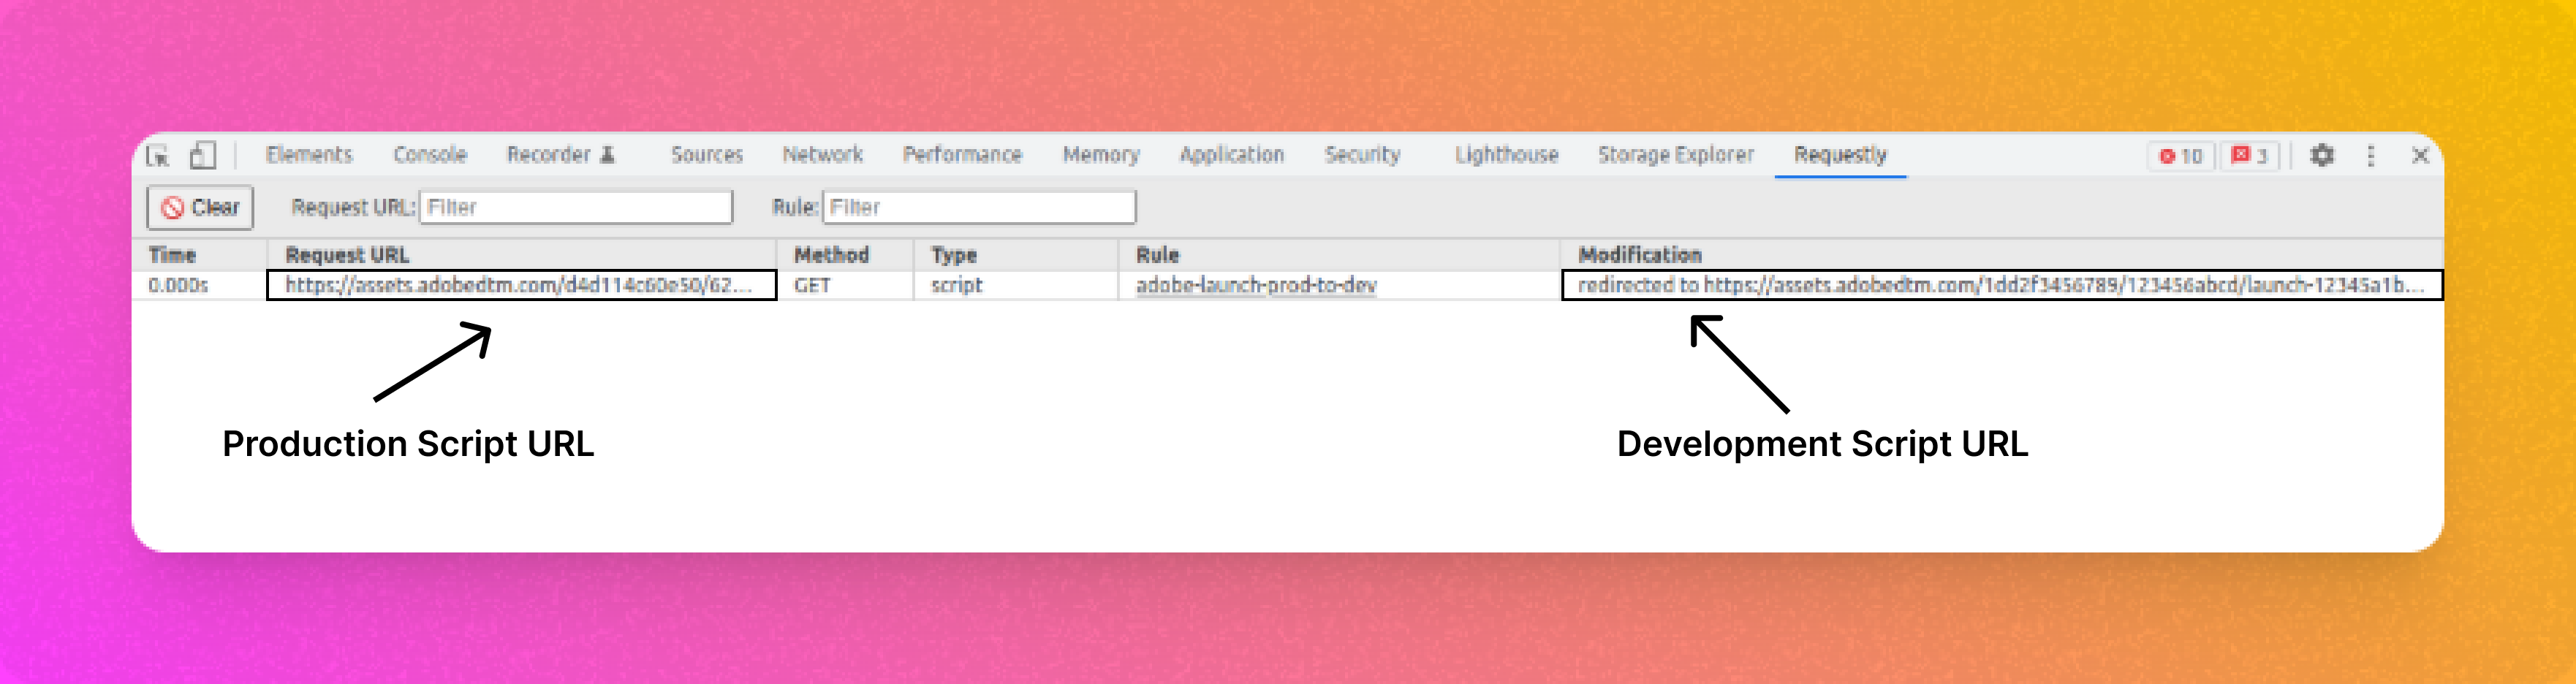 Elements Console Recorder Sources Network Performance Memory Application Security Lighthouse Storage Explorer Requestly 10 3
Clear Request URL: Filter Rule: Filter
Time Request URL Method Type Rule Modification
0.000s https://assets.adobedtm.com/d4d114c60e50/62... GET script adobe-launch-prod-to-dev redirected to https://assets.adobedtm.com/1dd2f3456789/123456abcd/launch-12345a1b...
Production Script URL Development Script URL